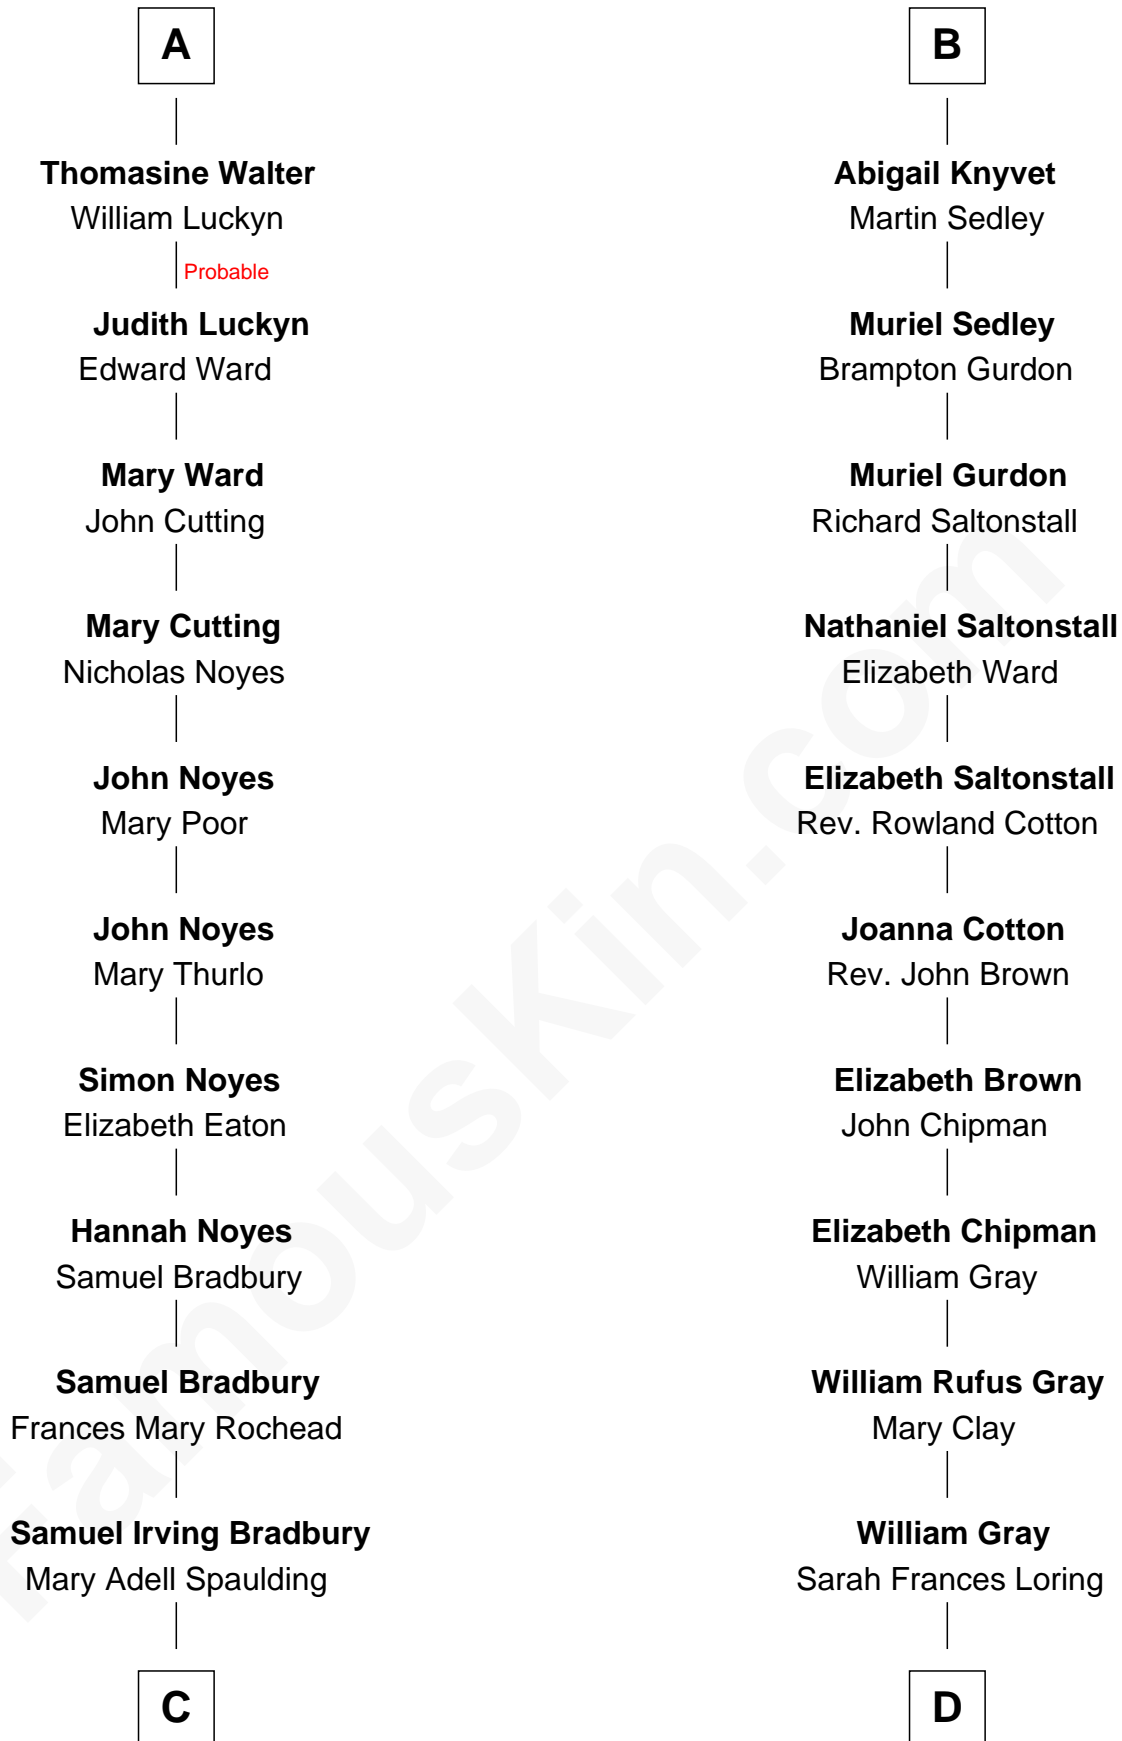 A
Thomasine Walter
William Luckyn
Probable
Judith Luckyn
Edward Ward
Mary Ward
John Cutting
Mary Cutting
Nicholas Noyes
John Noyes
Mary Poor
John Noyes
Mary Thurlo
Simon Noyes
Elizabeth Eaton
Hannah Noyes
Samuel Bradbury
Samuel Bradbury
Frances Mary Rochead
Samuel Irving Bradbury
Mary Adell Spaulding
C
B
Abigail Knyvet
Martin Sedley
Muriel Sedley
Brampton Gurdon
Muriel Gurdon
Richard Saltonstall
Nathaniel Saltonstall
Elizabeth Ward
Elizabeth Saltonstall
Rev. Rowland Cotton
Joanna Cotton
Rev. John Brown
Elizabeth Brown
John Chipman
Elizabeth Chipman
William Gray
William Rufus Gray
Mary Clay
William Gray
Sarah Frances Loring
D
FamousKin.com